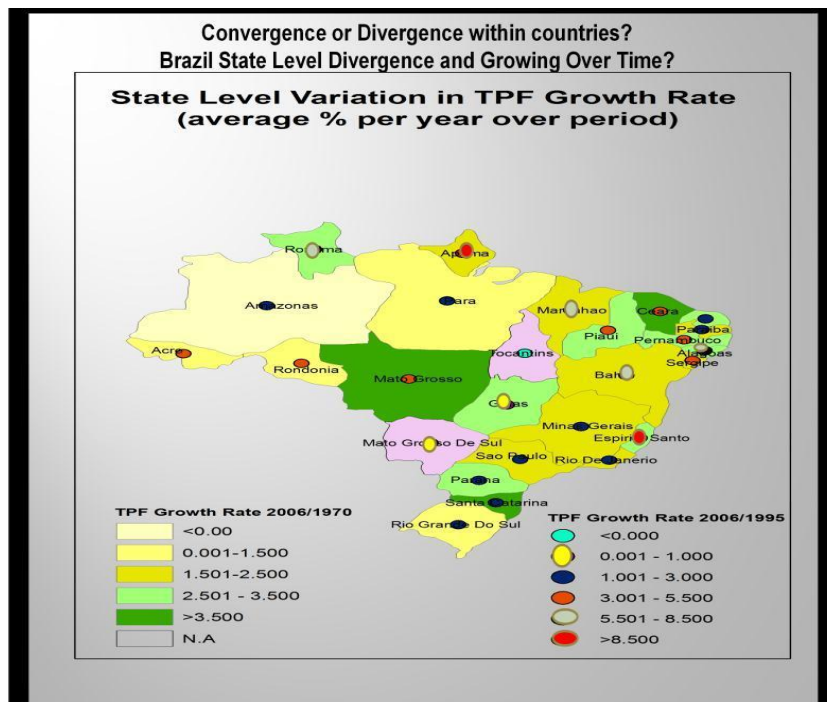 Convergence or Divergence within countries?
Brazil State Level Divergence and Growing Over Time?
State Level Variation in TPF Growth Rate
(average % per year over period)
Amazonas
Para
Ceara
Paraiba
Piaui
Pernambuco
Alagoas
Sergipe
Acre
Rondonia
Tocantins
Mato Grosso
Minas Gerais
Mato Grosso De Sul
Espirito Santo
Sao Paulo
Rio De Janerio
Parana
Santa Catarina
Rio Grande Do Sul
TPF Growth Rate 2006/1970
<0.00
0.001-1.500
1.501-2.500
2.501 - 3.500
>3.500
N.A
TPF Growth Rate 2006/1995
<0.000
0.001 - 1.000
1.001 - 3.000
3.001 - 5.500
5.501 - 8.500
>8.500